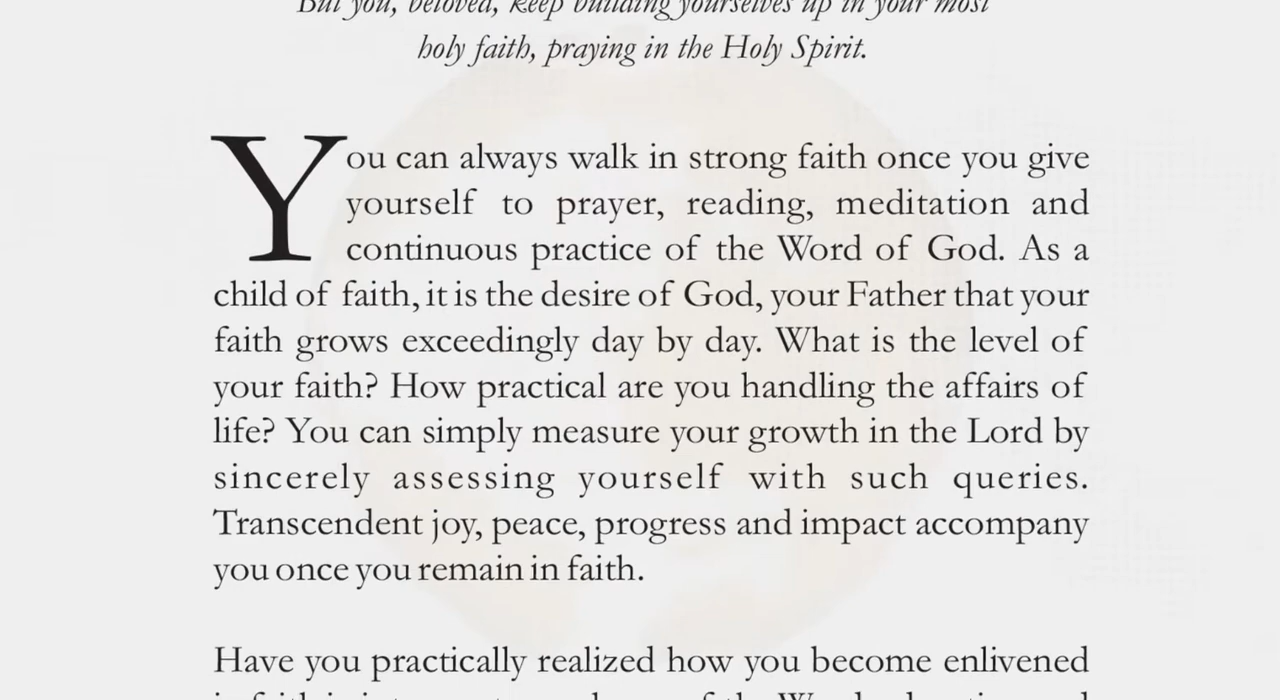 But you, beloved, keep building yourselves up in your most
holy faith, praying in the Holy Spirit.
You can always walk in strong faith once you give
yourself to prayer, reading, meditation and
continuous practice of the Word of God. As a
child of faith, it is the desire of God, your Father that your
faith grows exceedingly day by day. What is the level of
your faith? How practical are you handling the affairs of
life? You can simply measure your growth in the Lord by
sincerely assessing yourself with such queries.
Transcendent joy, peace, progress and impact accompany
you once you remain in faith.
Have you practically realized how you become enlivened